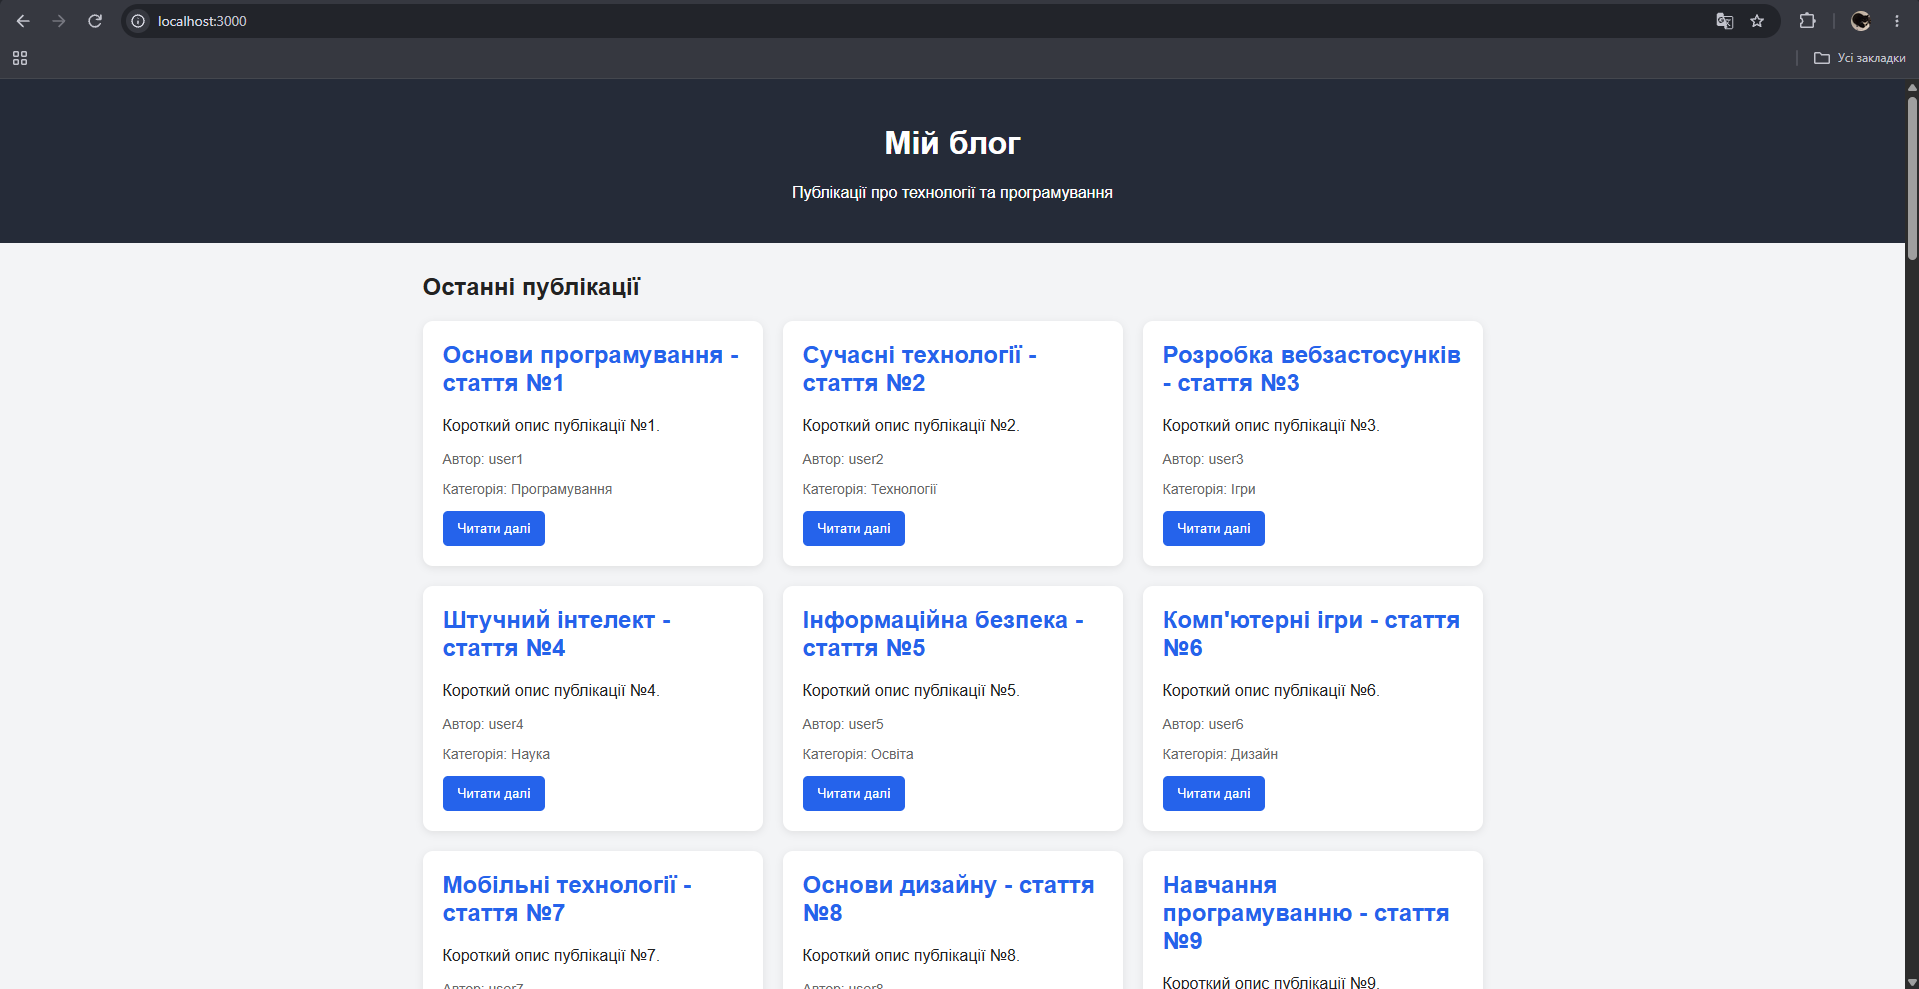 localhost:3000
Усі закладки
Мій блог
Публікації про технології та програмування
Останні публікації
Основи програмування -
стаття №1
Короткий опис публікації №1.
Автор: user1
Категорія: Програмування
Читати далі
Сучасні технології -
стаття №2
Короткий опис публікації №2.
Автор: user2
Категорія: Технології
Читати далі
Розробка вебзастосунків
- стаття №3
Короткий опис публікації №3.
Автор: user3
Категорія: Ігри
Читати далі
Штучний інтелект -
стаття №4
Короткий опис публікації №4.
Автор: user4
Категорія: Наука
Читати далі
Інформаційна безпека -
стаття №5
Короткий опис публікації №5.
Автор: user5
Категорія: Освіта
Читати далі
Комп'ютерні ігри - стаття
№6
Короткий опис публікації №6.
Автор: user6
Категорія: Дизайн
Читати далі
Мобільні технології -
стаття №7
Короткий опис публікації №7.
Автор: user7
Основи дизайну - стаття
№8
Короткий опис публікації №8.
Автор: user8
Навчання
програмуванню - стаття
№9
Короткий опис публікації №9.